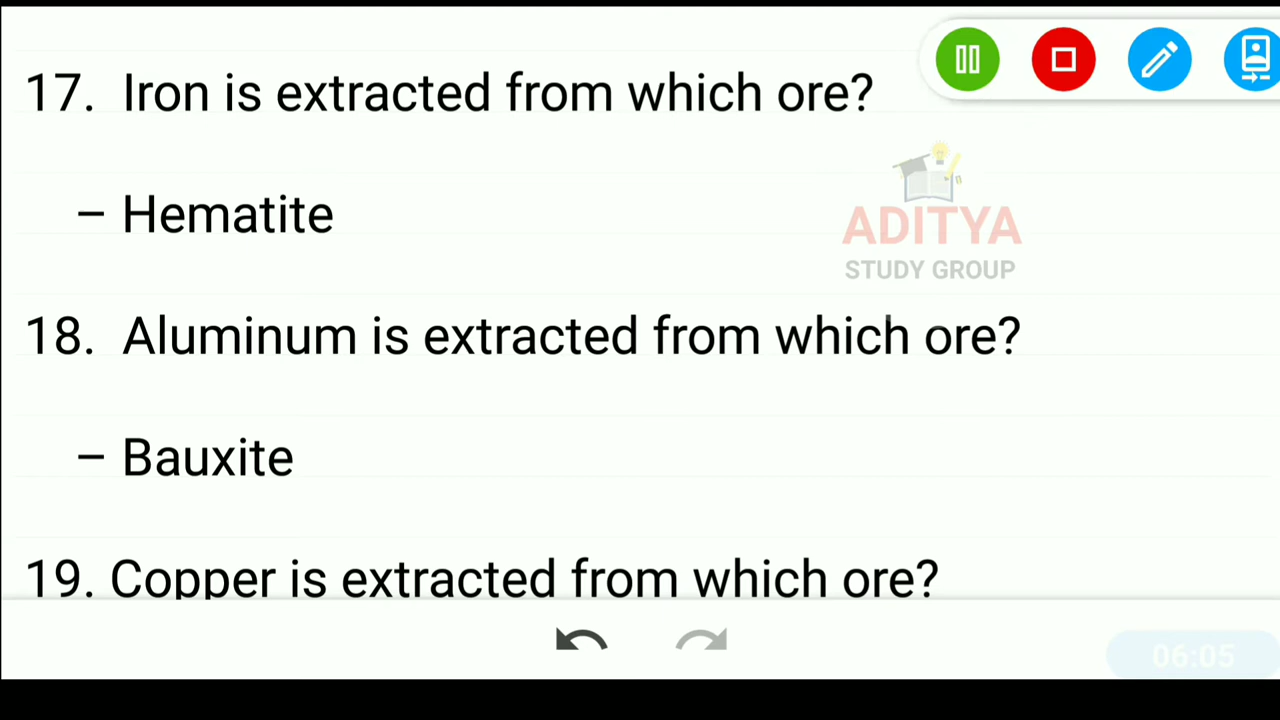 17. Iron is extracted from which ore?
– Hematite
ADITYA
STUDY GROUP
18. Aluminum is extracted from which ore?
– Bauxite
19. Copper is extracted from which ore?
06:05